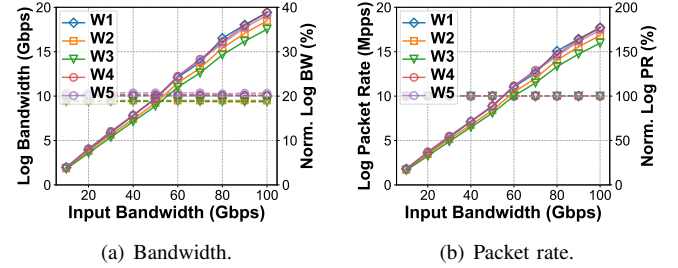 20
15
10
5
0
Log Bandwidth (Gbps)
W1
W2
W3
W4
W5
40
30
20
10
0
Norm. Log BW (%)
20 40 60 80 100
Input Bandwidth (Gbps)
(a) Bandwidth.
20
15
10
5
0
Log Packet Rate (Mpps)
W1
W2
W3
W4
W5
200
150
100
50
0
Norm. Log PR (%)
20 40 60 80 100
Input Bandwidth (Gbps)
(b) Packet rate.